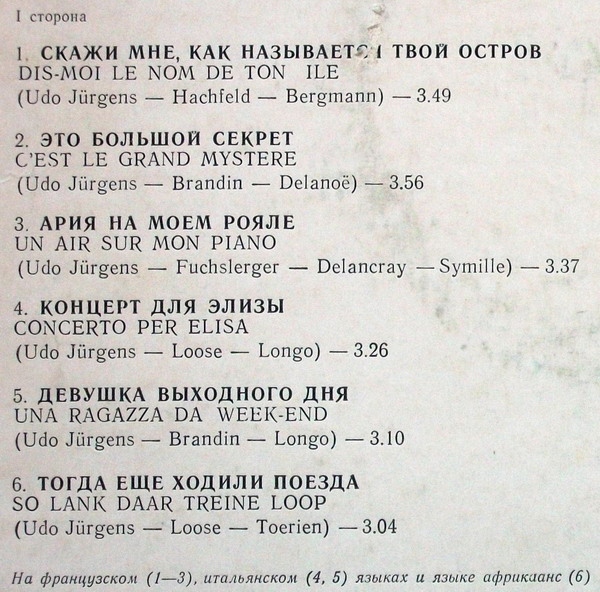 I сторона
1. СКАЖИ МНЕ, КАК НАЗЫВАЕТСЯ ТВОЙ ОСТРОВ
DIS-MOI LE NOM DE TON ILE
(Udo Jürgens — Hachfeld — Bergmann) — 3.49
2. ЭТО БОЛЬШОЙ СЕКРЕТ
C'EST LE GRAND MYSTERE
(Udo Jürgens — Brandin — Delanoë) — 3.56
3. АРИЯ НА МОЕМ РОЯЛЕ
UN AIR SUR MON PIANO
(Udo Jürgens — Fuchslerger — Delancray — Symille) — 3.37
4. КОНЦЕРТ ДЛЯ ЭЛИЗЫ
CONCERTO PER ELISA
(Udo Jürgens — Loose — Longo) — 3.26
5. ДЕВУШКА ВЫХОДНОГО ДНЯ
UNA RAGAZZA DA WEEK-END
(Udo Jürgens — Brandin — Longo) — 3.10
6. ТОГДА ЕЩЕ ХОДИЛИ ПОЕЗДА
SO LANK DAAR TREINE LOOP
(Udo Jürgens — Loose — Toerien) — 3.04
На французском (1—3), итальянском (4, 5) языках и языке африкаанс (6)